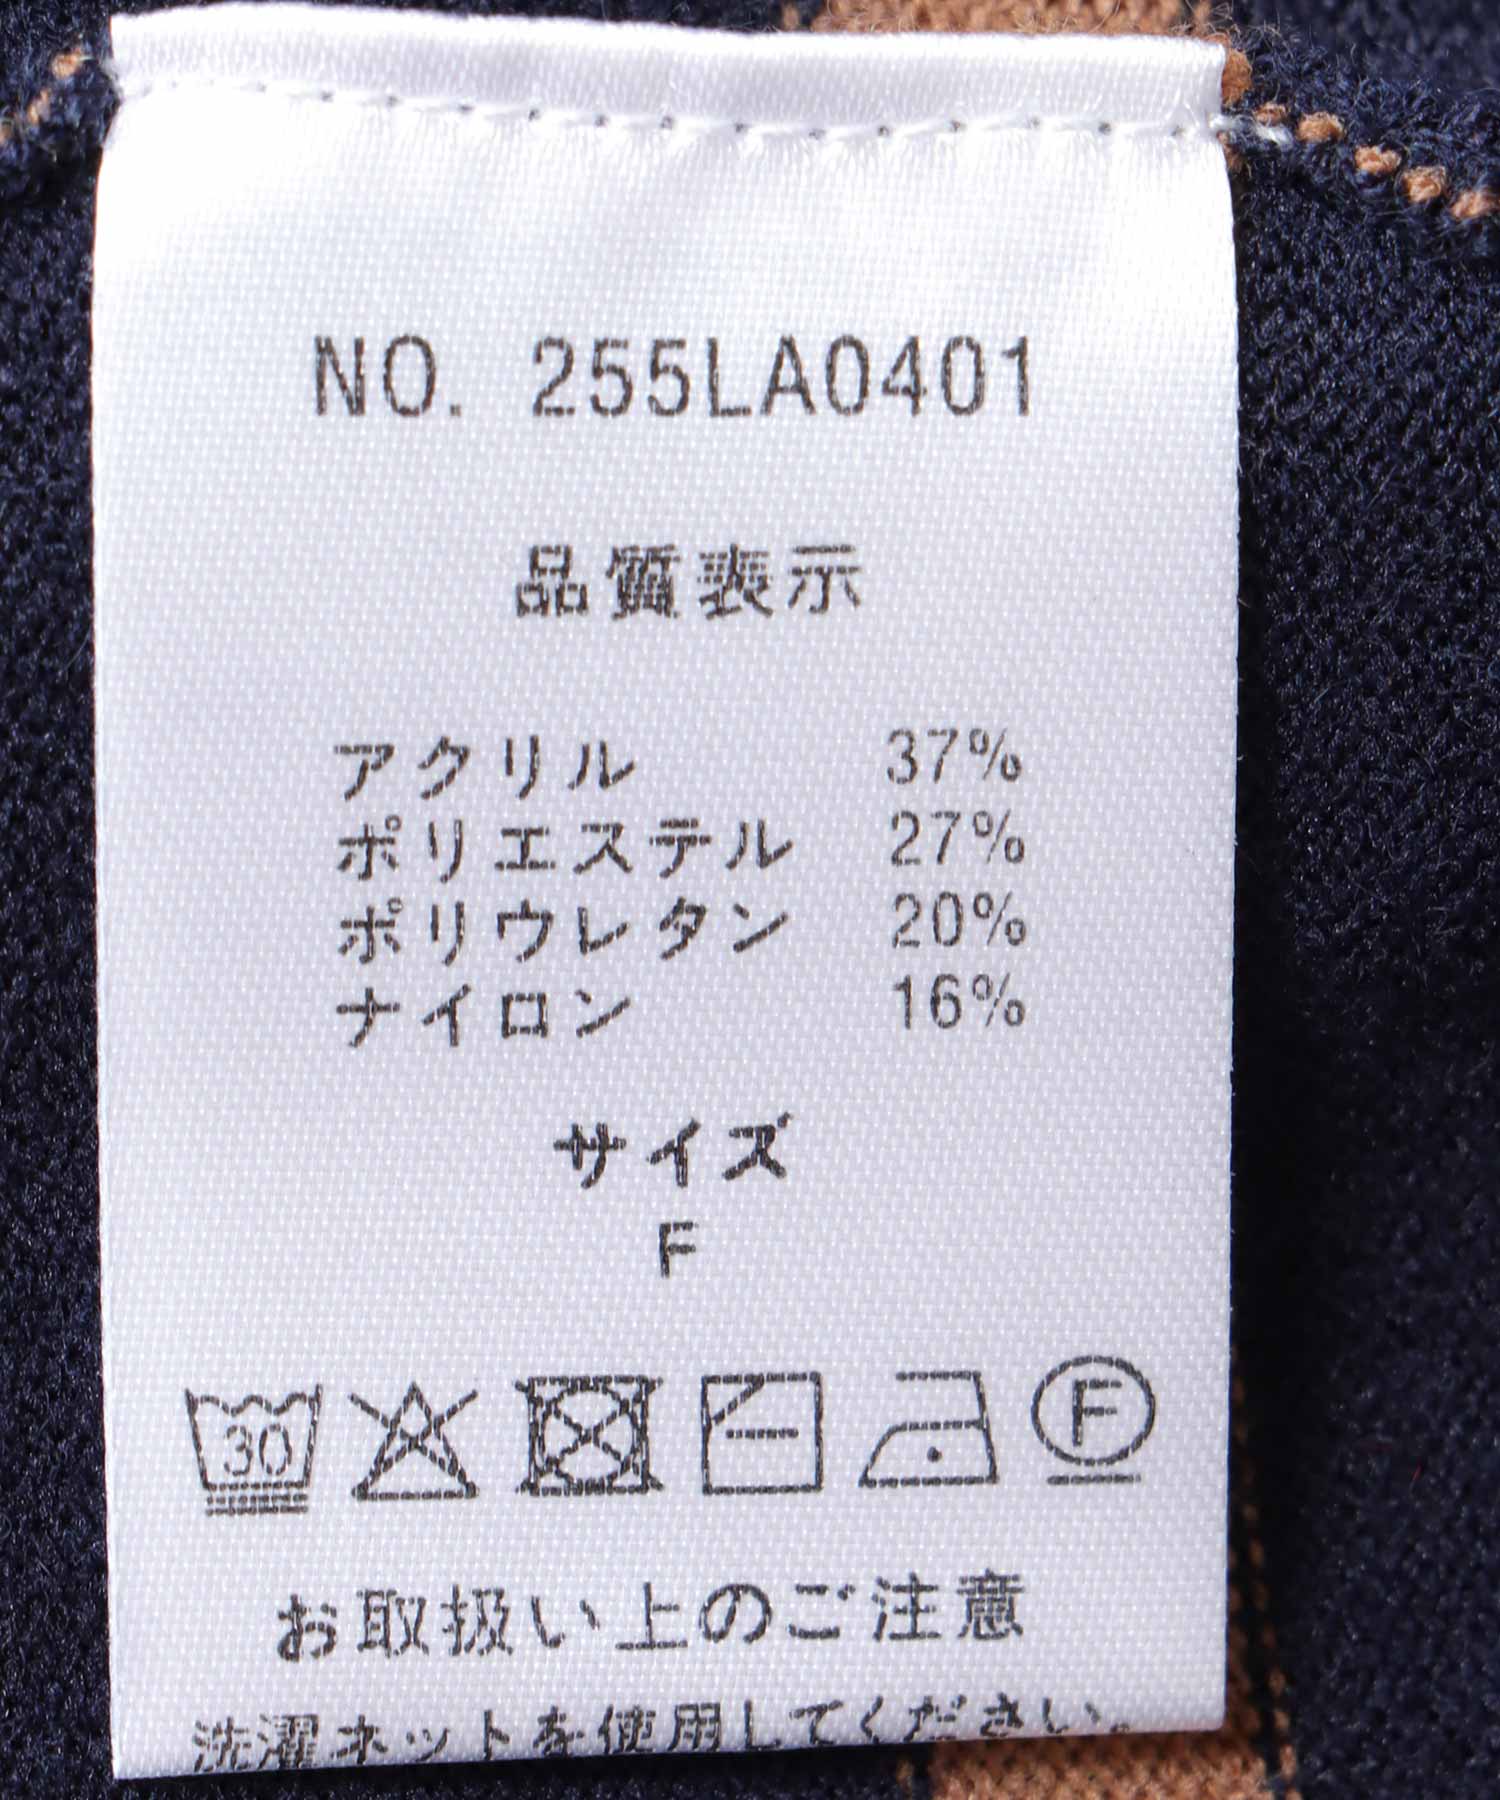 NO. 255LA0401
品質表示
アクリル 37%
ポリエステル 27%
ポリウレタン 20%
ナイロン 16%
サイズ
F
30 F
お取扱い上のご注意
洗濯ネットを使用してください。